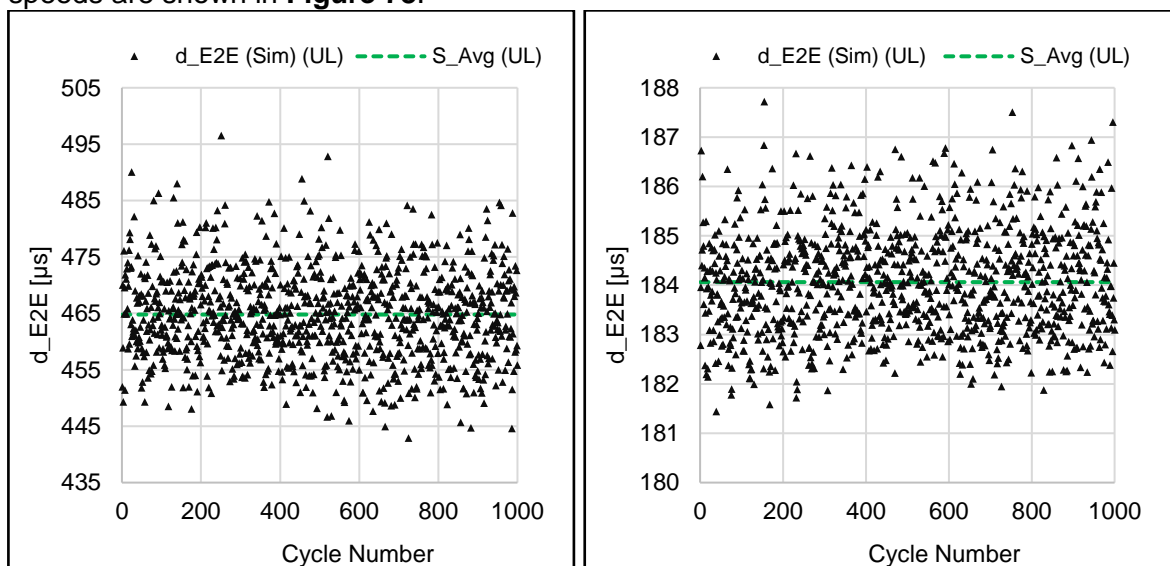 speeds are shown in Figure 78.
d_E2E (Sim) (UL) S_Avg (UL)
505
495
485
475
465
455
445
435
d_E2E [µs]
0 200 400 600 800 1000
Cycle Number
d_E2E (Sim) (UL) S_Avg (UL)
188
187
186
185
184
183
182
181
180
d_E2E [µs]
0 200 400 600 800 1000
Cycle Number